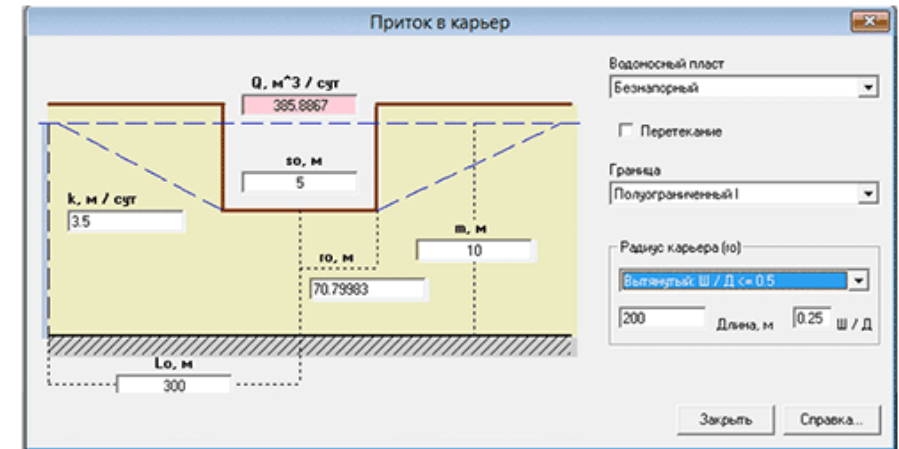 Приток в карьер
Q, м^3 / сут
385.8867
so, м
5
k, м / сут
3.5
m, м
10
ro, м
70.79983
Lo, м
300
Водоносный пласт
Безнапорный
Перетекание
Граница
Полуограниченный I
Радиус карьера (ro)
Вытянутый: Ш / Д <= 0.5
200 Длина, м 0.25 Ш / Д
Закрыть Справка...